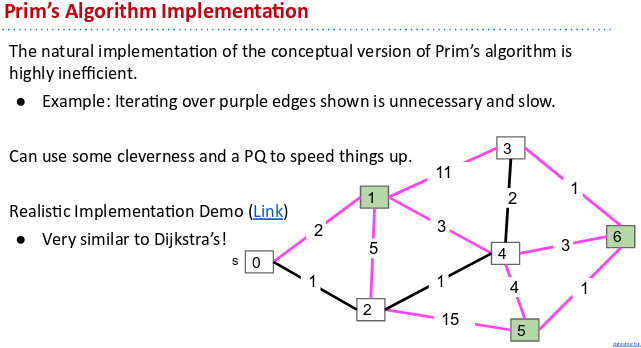 Prim's Algorithm Implementation
The natural implementation of the conceptual version of Prim's algorithm is
highly inefficient.
● Example: Iterating over purple edges shown is unnecessary and slow.
Can use some cleverness and a PQ to speed things up.
Realistic Implementation Demo (Link)
● Very similar to Dijkstra's!
3
11
1
1
2
2
3
6
5
3
s 0
4
1
1
4
1
2
15
5